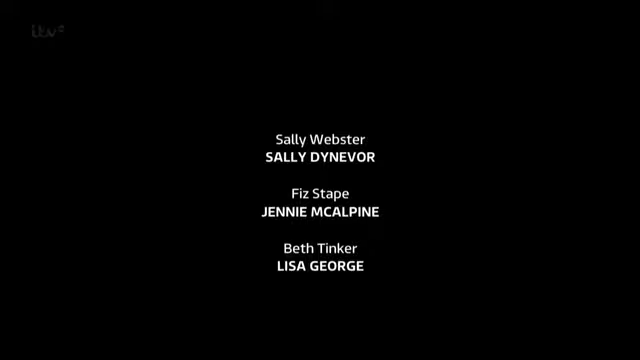 itv
Sally Webster
SALLY DYNEVOR
Fiz Stape
JENNIE MCALPINE
Beth Tinker
LISA GEORGE